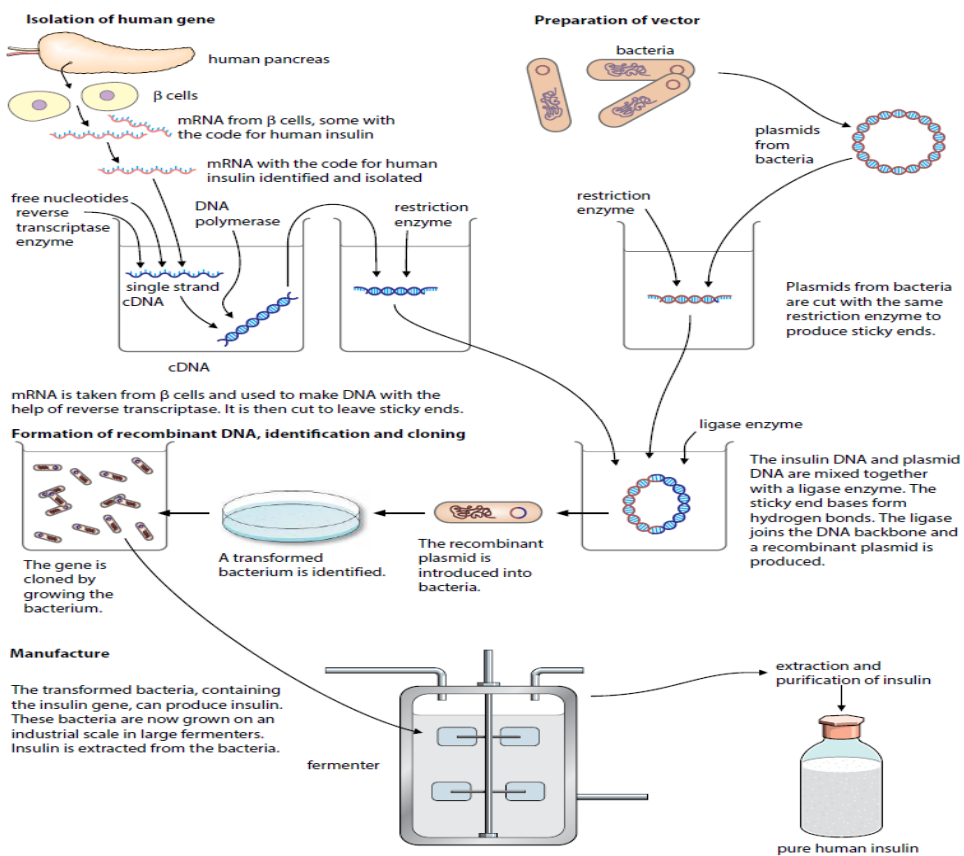 Isolation of human gene
human pancreas
β cells
mRNA from β cells, some with
the code for human insulin
mRNA with the code for human
insulin identified and isolated
free nucleotides
reverse
transcriptase
enzyme
DNA
polymerase
restriction
enzyme
single strand
cDNA
cDNA
mRNA is taken from β cells and used to make DNA with the
help of reverse transcriptase. It is then cut to leave sticky ends.
Preparation of vector
bacteria
plasmids
from
bacteria
restriction
enzyme
Plasmids from bacteria
are cut with the same
restriction enzyme to
produce sticky ends.
Formation of recombinant DNA, identification and cloning
ligase enzyme
The insulin DNA and plasmid
DNA are mixed together
with a ligase enzyme. The
sticky end bases form
hydrogen bonds. The ligase
joins the DNA backbone and
a recombinant plasmid is
produced.
The recombinant
plasmid is
introduced into
bacteria.
A transformed
bacterium is identified.
The gene is
cloned by
growing the
bacterium.
Manufacture
The transformed bacteria, containing
the insulin gene, can produce insulin.
These bacteria are now grown on an
industrial scale in large fermenters.
Insulin is extracted from the bacteria.
fermenter
extraction and
purification of insulin
pure human insulin